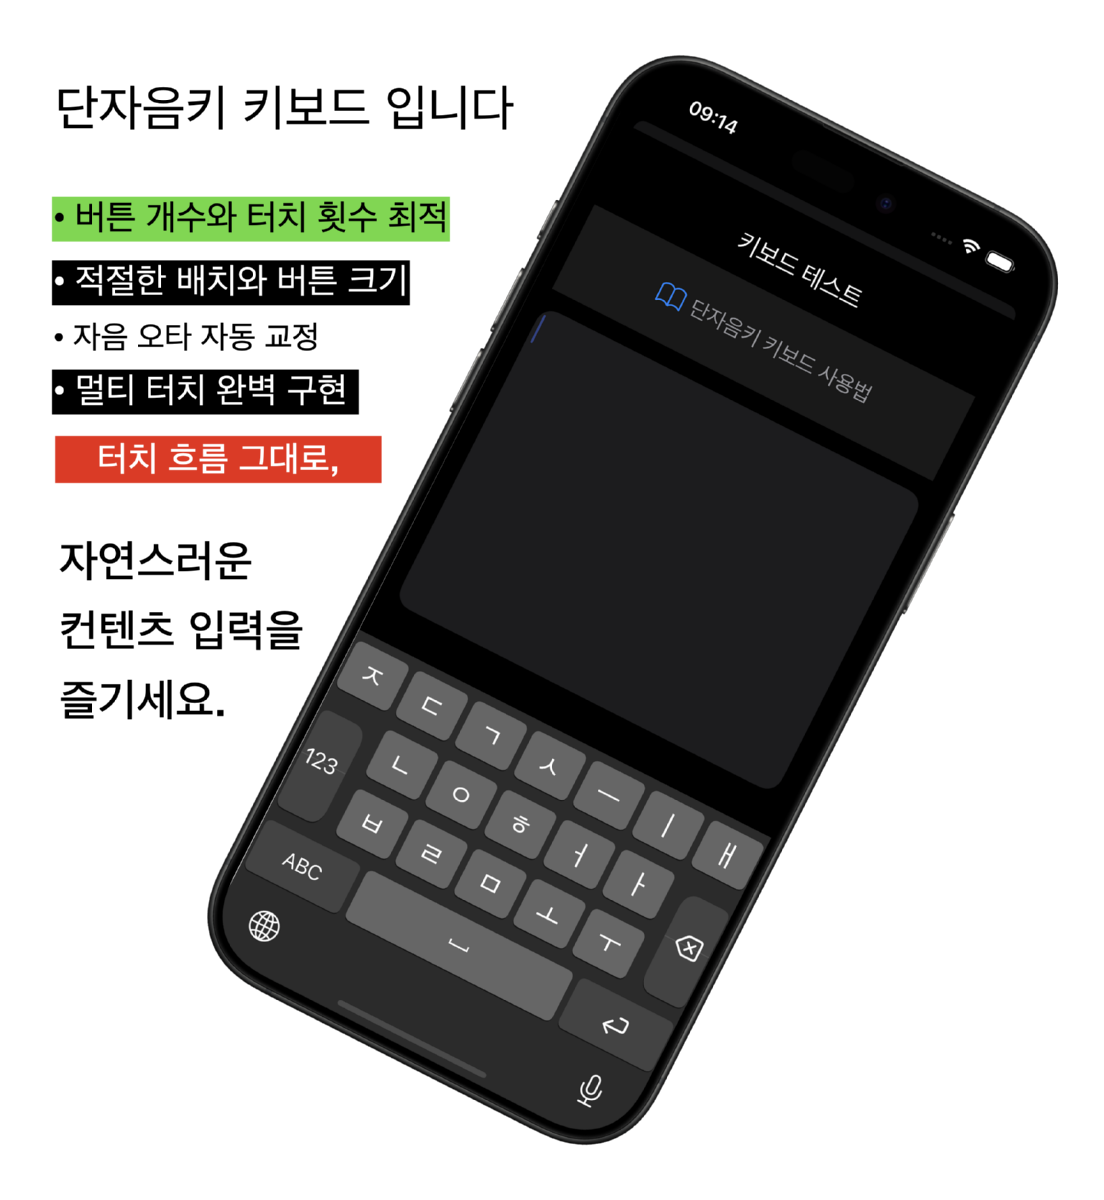 단자음키 키보드 입니다
• 버튼 개수와 터치 횟수 최적
• 적절한 배치와 버튼 크기
• 자음 오타 자동 교정
• 멀티 터치 완벽 구현
터치 흐름 그대로,
자연스러운
컨텐츠 입력을
즐기세요.
09:14
키보드 테스트
단자음키 키보드 사용법
ㅈ ㄷ ㄱ ㅅ ㅡ ㅣ ㅐ
123 ㄴ ㅇ ㅎ ㅓ ㅏ
ㅂ ㄹ ㅁ ㅗ ㅜ
ABC